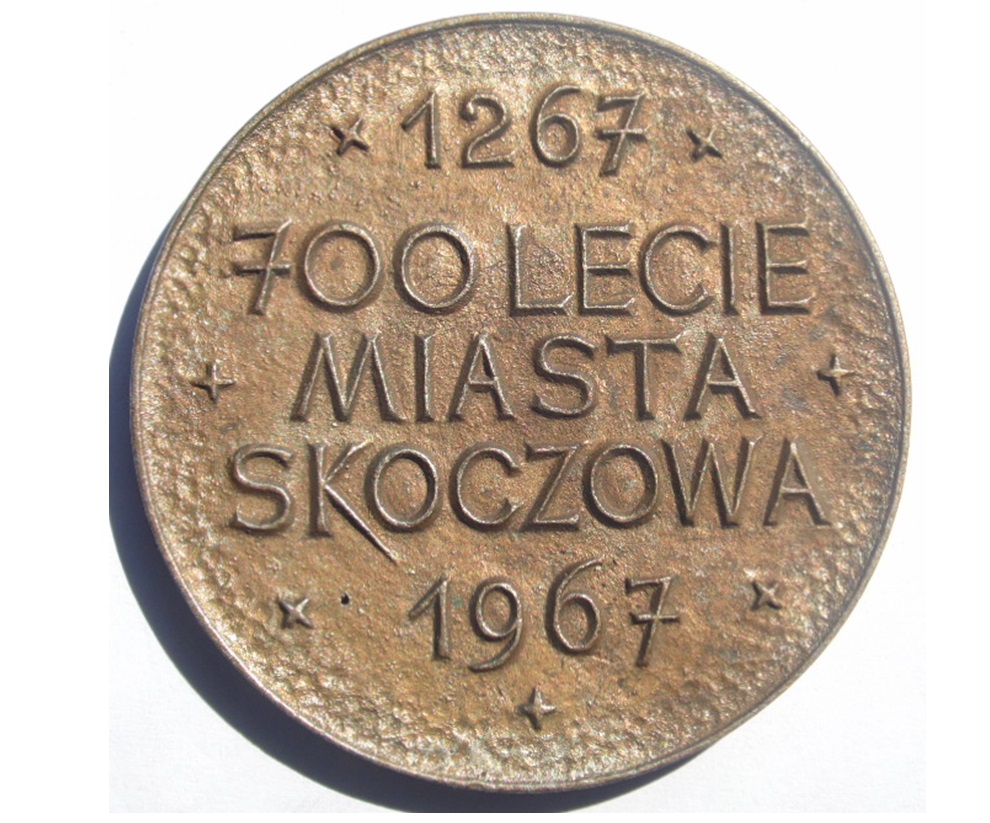 1267
700 LECIE
MIASTA
SKOCZOWA
1967